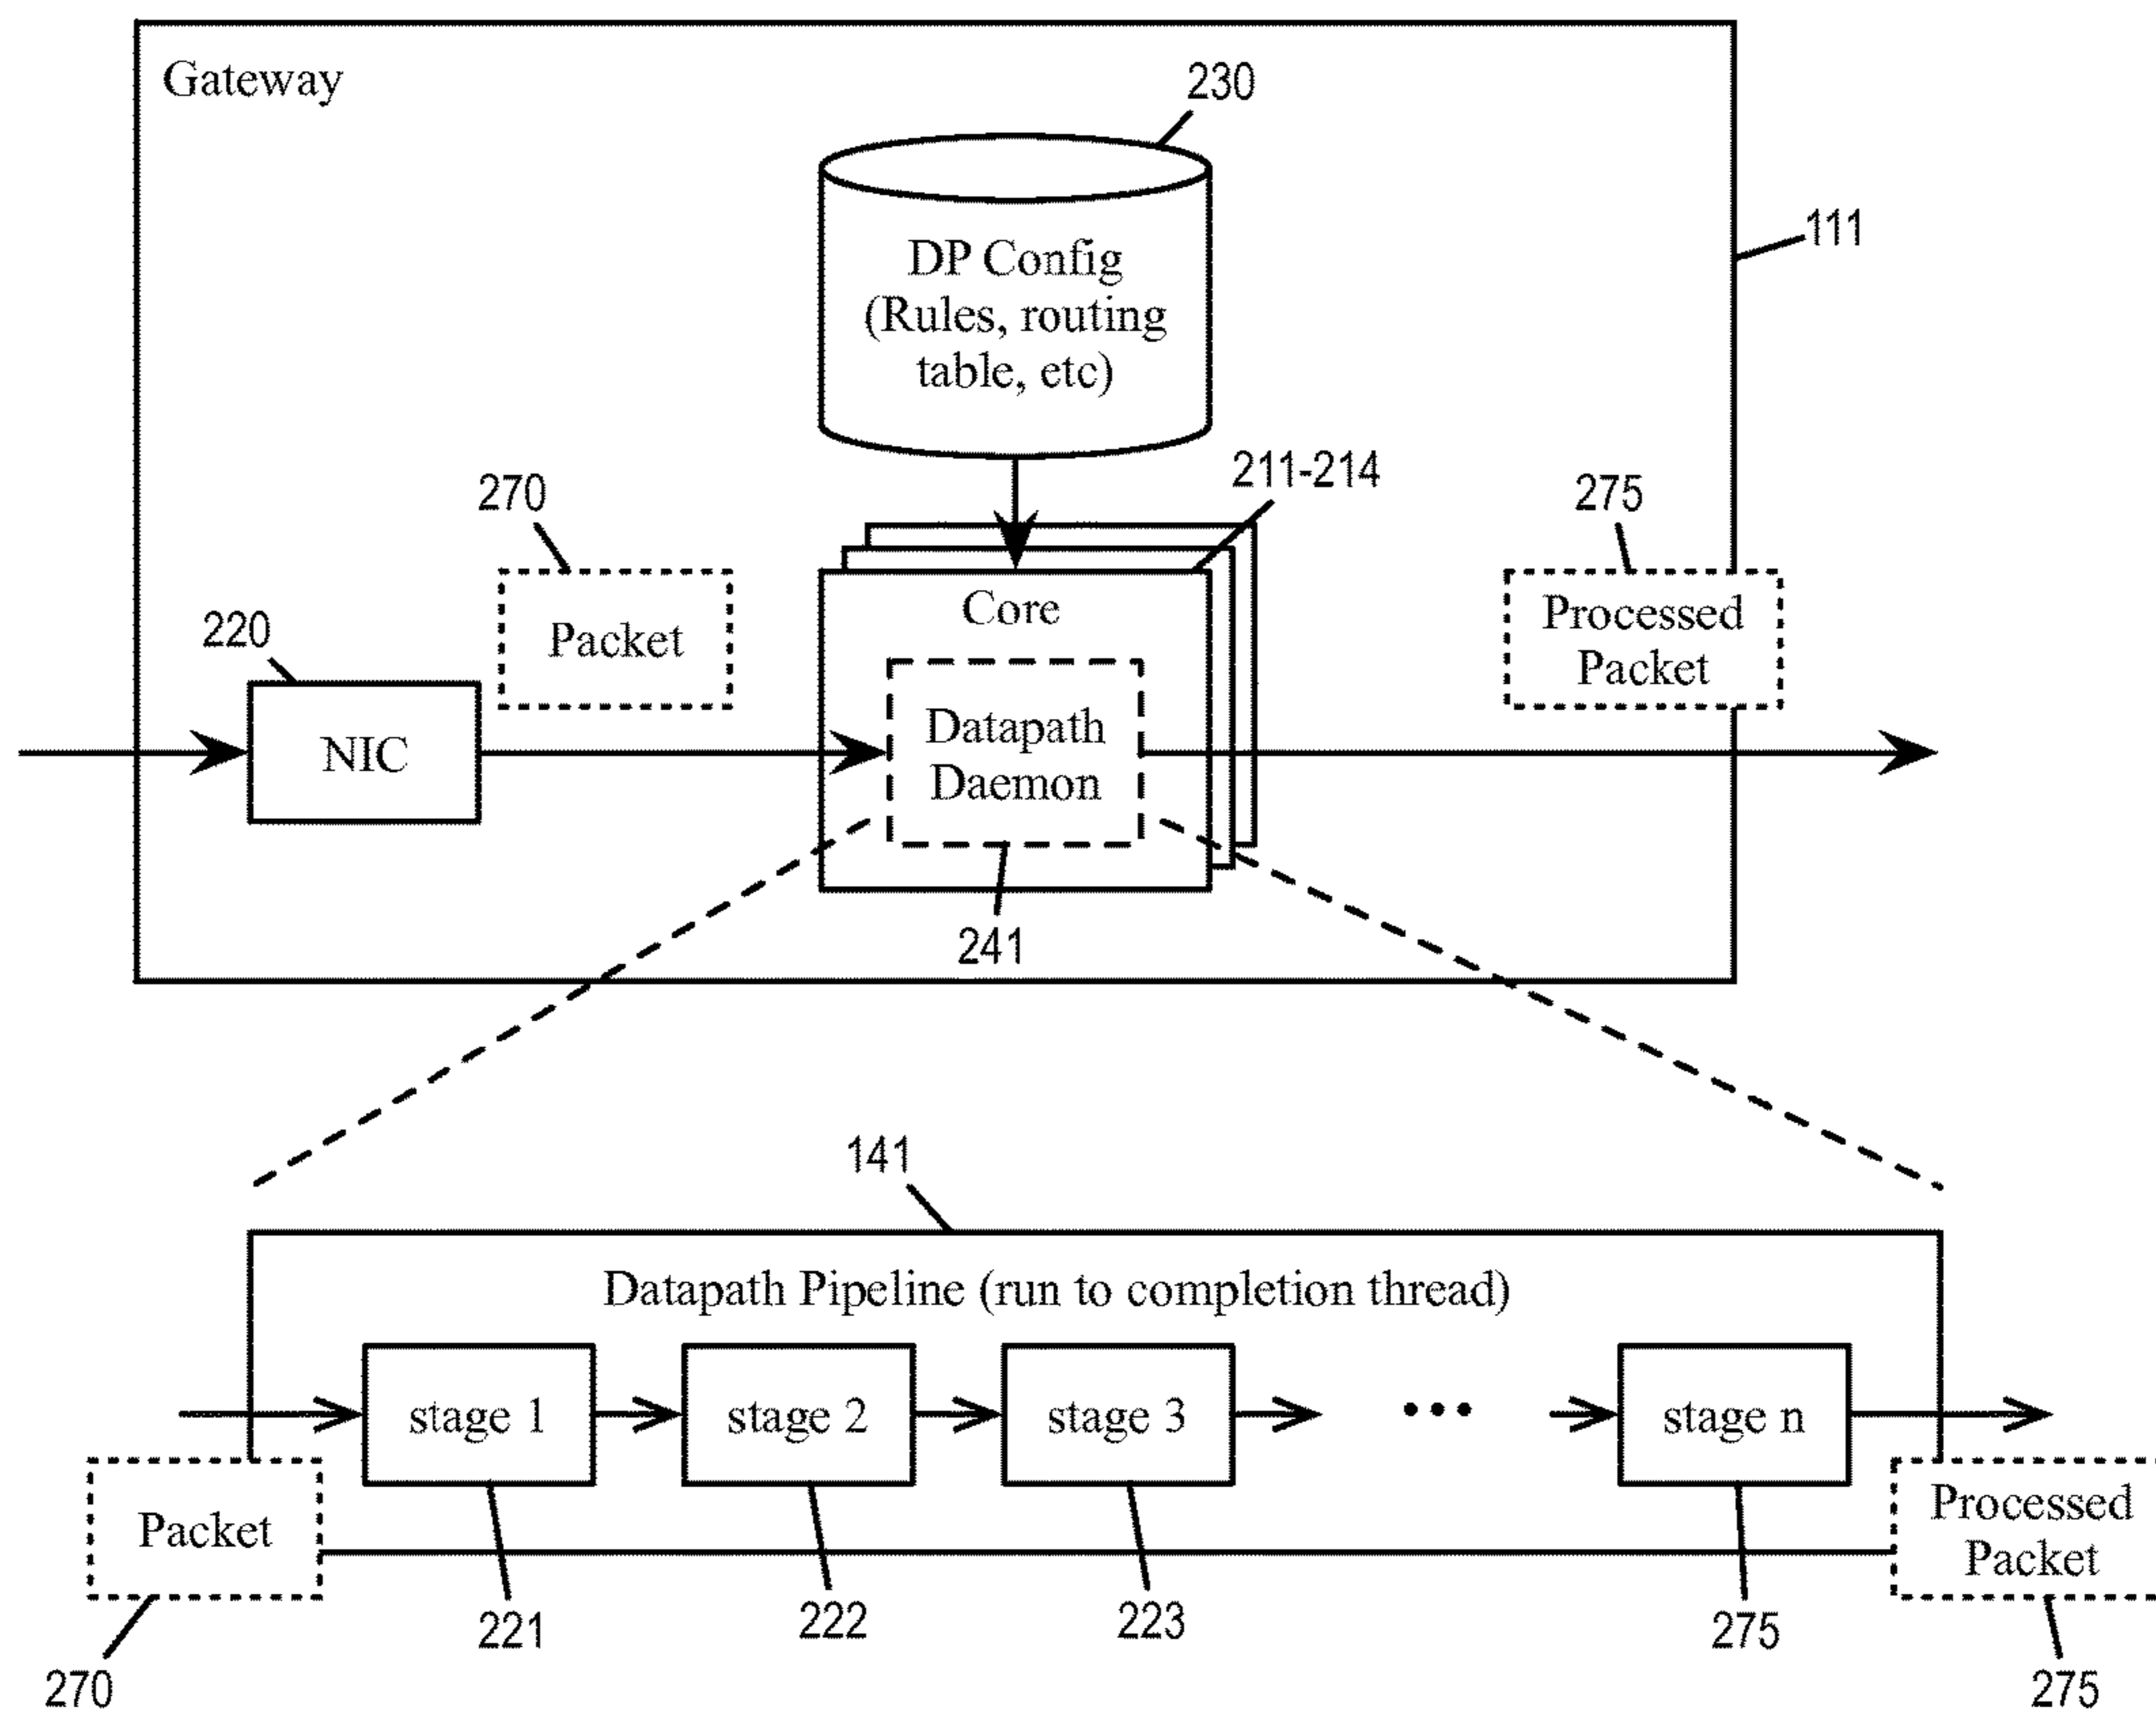 Gateway
230
DP Config
(Rules, routing
table, etc)
111
211-214
270
275
Packet
Core
Processed
Packet
220
NIC
Datapath
Daemon
241
141
Datapath Pipeline (run to completion thread)
stage 1
stage 2
stage 3
•••
stage n
Packet
Processed
Packet
221
222
223
275
270
275